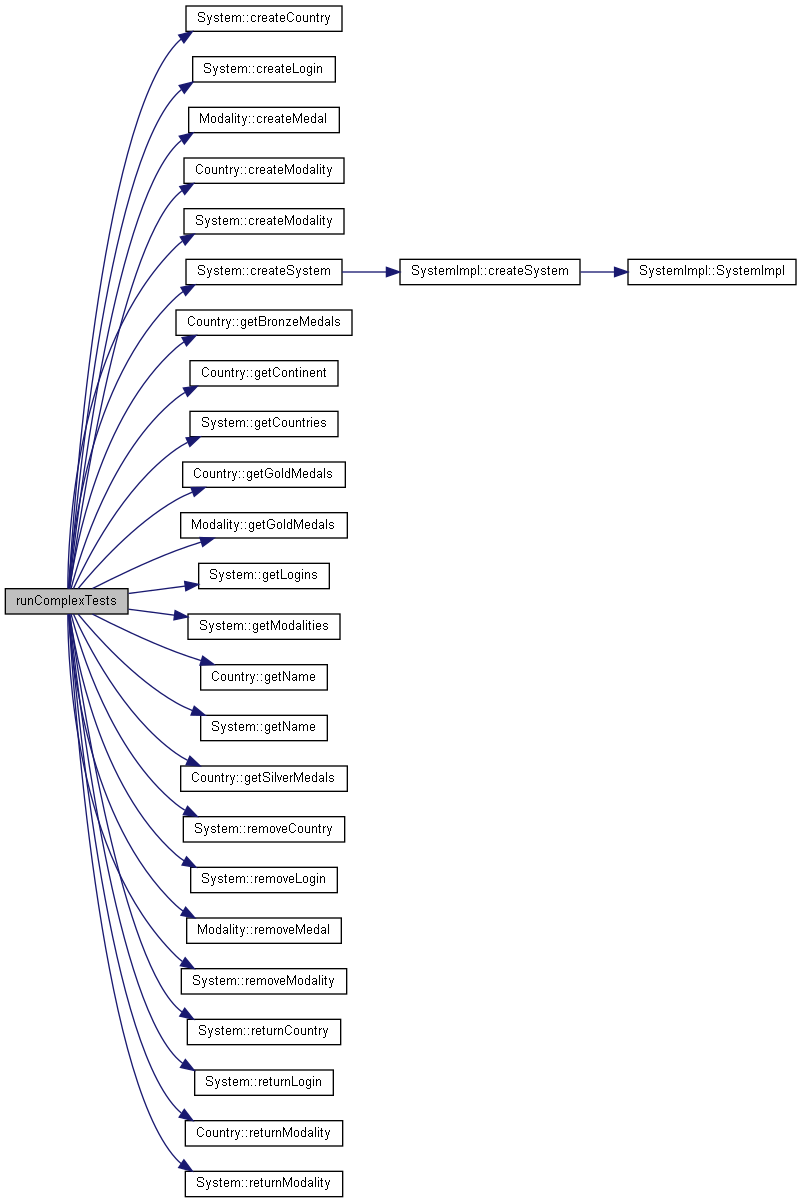 System::createCountry
System::createLogin
Modality::createMedal
Country::createModality
System::createModality
System::createSystem
SystemImpl::createSystem
SystemImpl::SystemImpl
Country::getBronzeMedals
Country::getContinent
System::getCountries
Country::getGoldMedals
Modality::getGoldMedals
System::getLogins
runComplexTests
System::getModalities
Country::getName
System::getName
Country::getSilverMedals
System::removeCountry
System::removeLogin
Modality::removeMedal
System::removeModality
System::returnCountry
System::returnLogin
Country::returnModality
System::returnModality